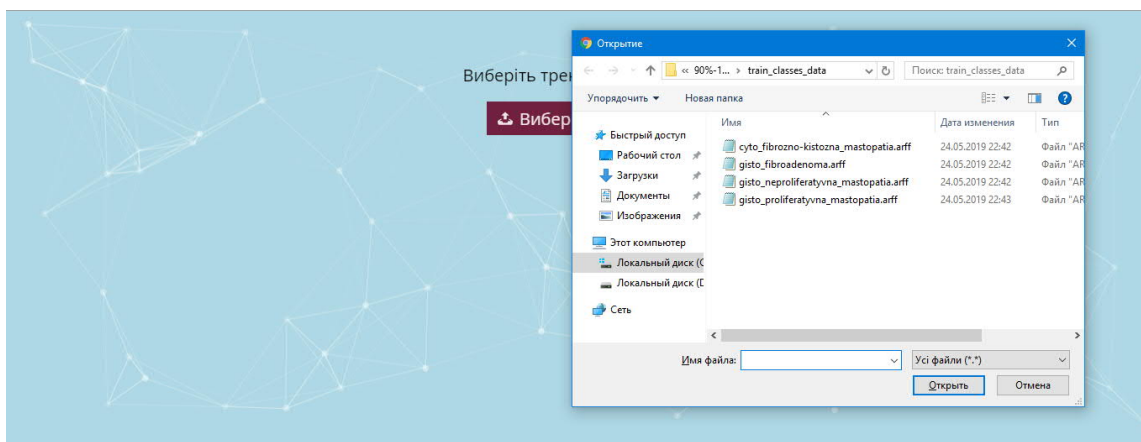 Открытие
« 90%-1... > train_classes_data
Поиск: train_classes_data
Виберіть
Упорядочить
Новая папка
Имя
Дата изменения
Тип
Быстрый доступ
Рабочий стол
Загрузки
Документы
Изображения
Этот компьютер
Локальный диск (C
Локальный диск (D
Сеть
cyto_fibrozno-kistozna_mastopatia.arff 24.05.2019 22:42 Файл "AR
gisto_fibroadenoma.arff 24.05.2019 22:42 Файл "AR
gisto_neproliferatyvna_mastopatia.arff 24.05.2019 22:42 Файл "AR
gisto_proliferatyvna_mastopatia.arff 24.05.2019 22:43 Файл "AR
Имя файла:
Усі файли (*.*)
Открыть
Отмена